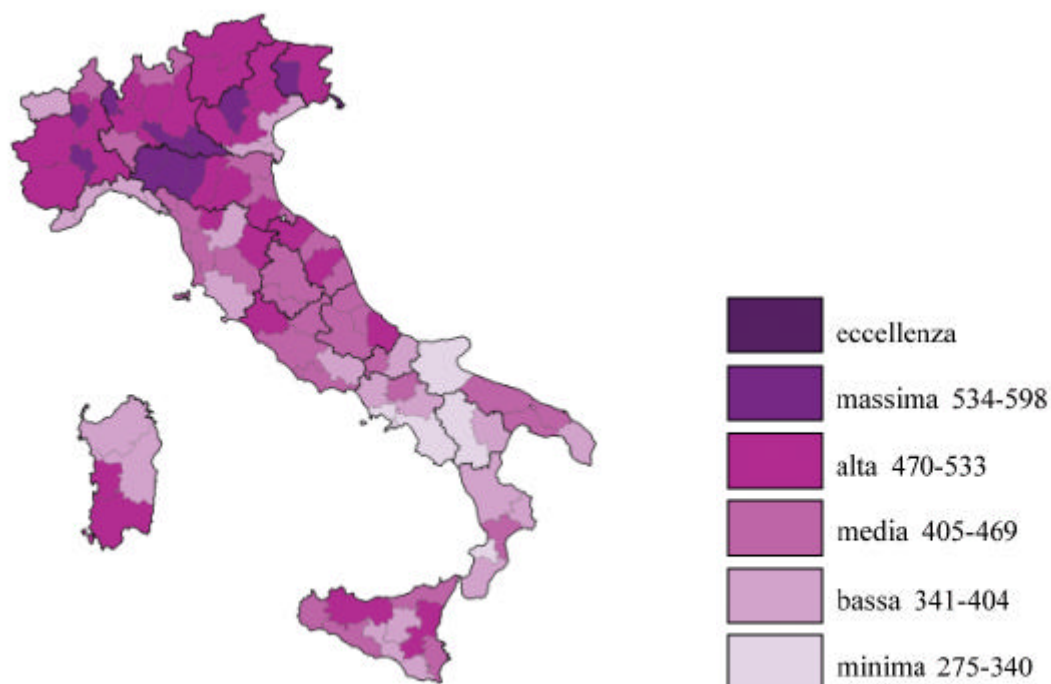 eccellenza
massima 534-598
alta 470-533
media 405-469
bassa 341-404
minima 275-340